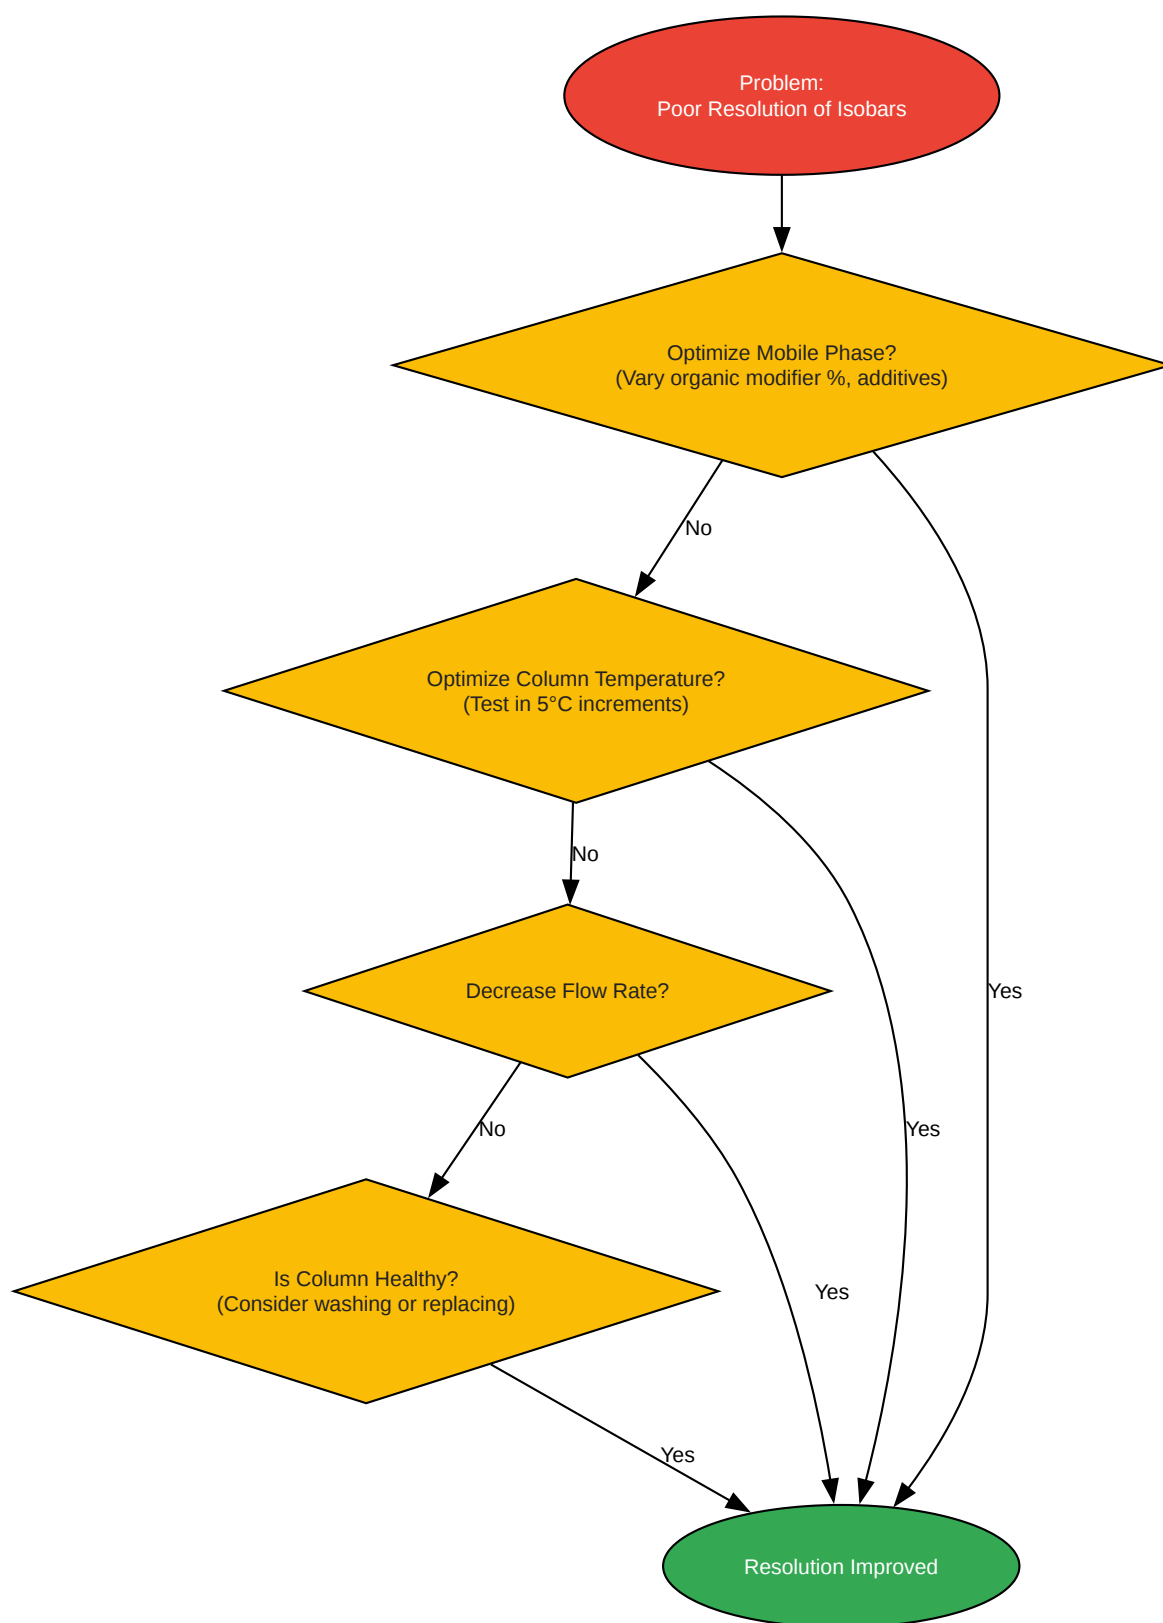 Problem:
Poor Resolution of Isobars
Optimize Mobile Phase?
(Vary organic modifier %, additives)
No
Optimize Column Temperature?
(Test in 5°C increments)
No
Decrease Flow Rate?
Yes
No
Yes
Is Column Healthy?
(Consider washing or replacing)
Yes
Yes
Resolution Improved